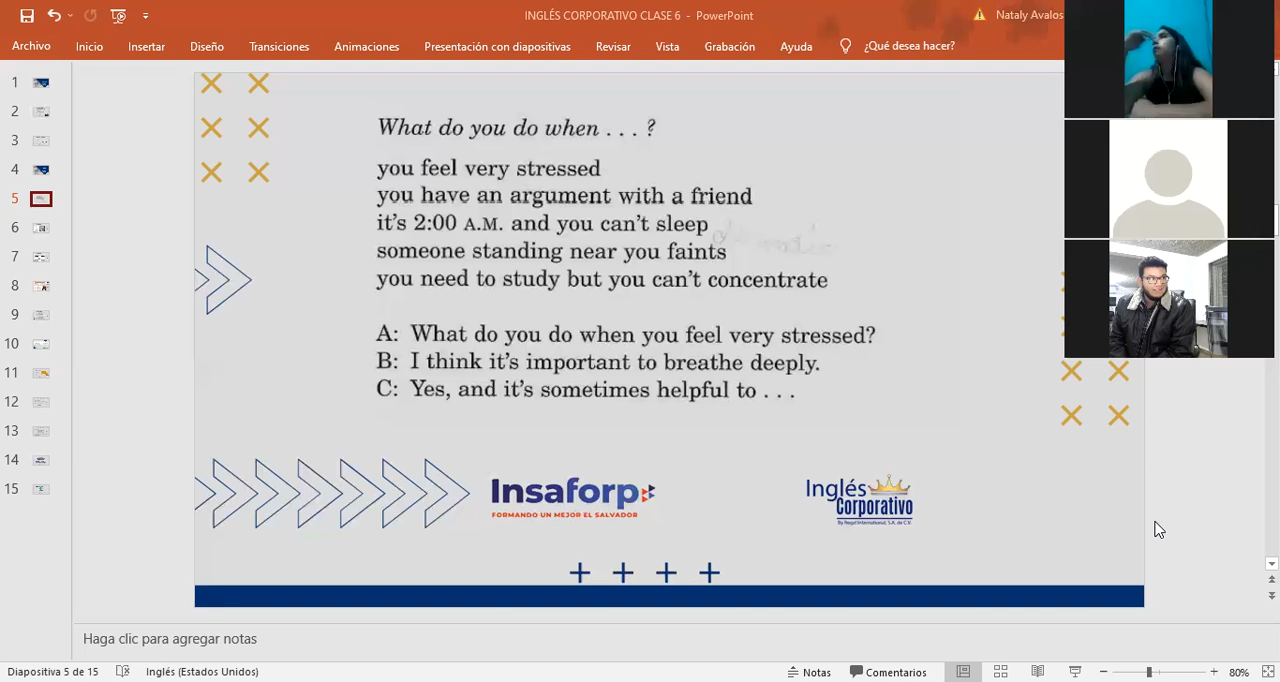 INGLÉS CORPORATIVO CLASE 6 - PowerPoint
Nataly Avalos
Archivo Inicio Insertar Diseño Transiciones Animaciones Presentación con diapositivas Revisar Vista Grabación Ayuda ¿Qué desea hacer?
1
2
3
4
5
6
7
8
9
10
11
12
13
14
15
What do you do when . . . ?
you feel very stressed
you have an argument with a friend
it's 2:00 A.M. and you can't sleep
someone standing near you faints
you need to study but you can't concentrate
A: What do you do when you feel very stressed?
B: I think it's important to breathe deeply.
C: Yes, and it's sometimes helpful to . . .
Insaforp
FORMANDO UN MEJOR EL SALVADOR
Inglés
Corporativo
By Regal International, S.A. de C.V.
Haga clic para agregar notas
Diapositiva 5 de 15 Inglés (Estados Unidos) Notas Comentarios 80%